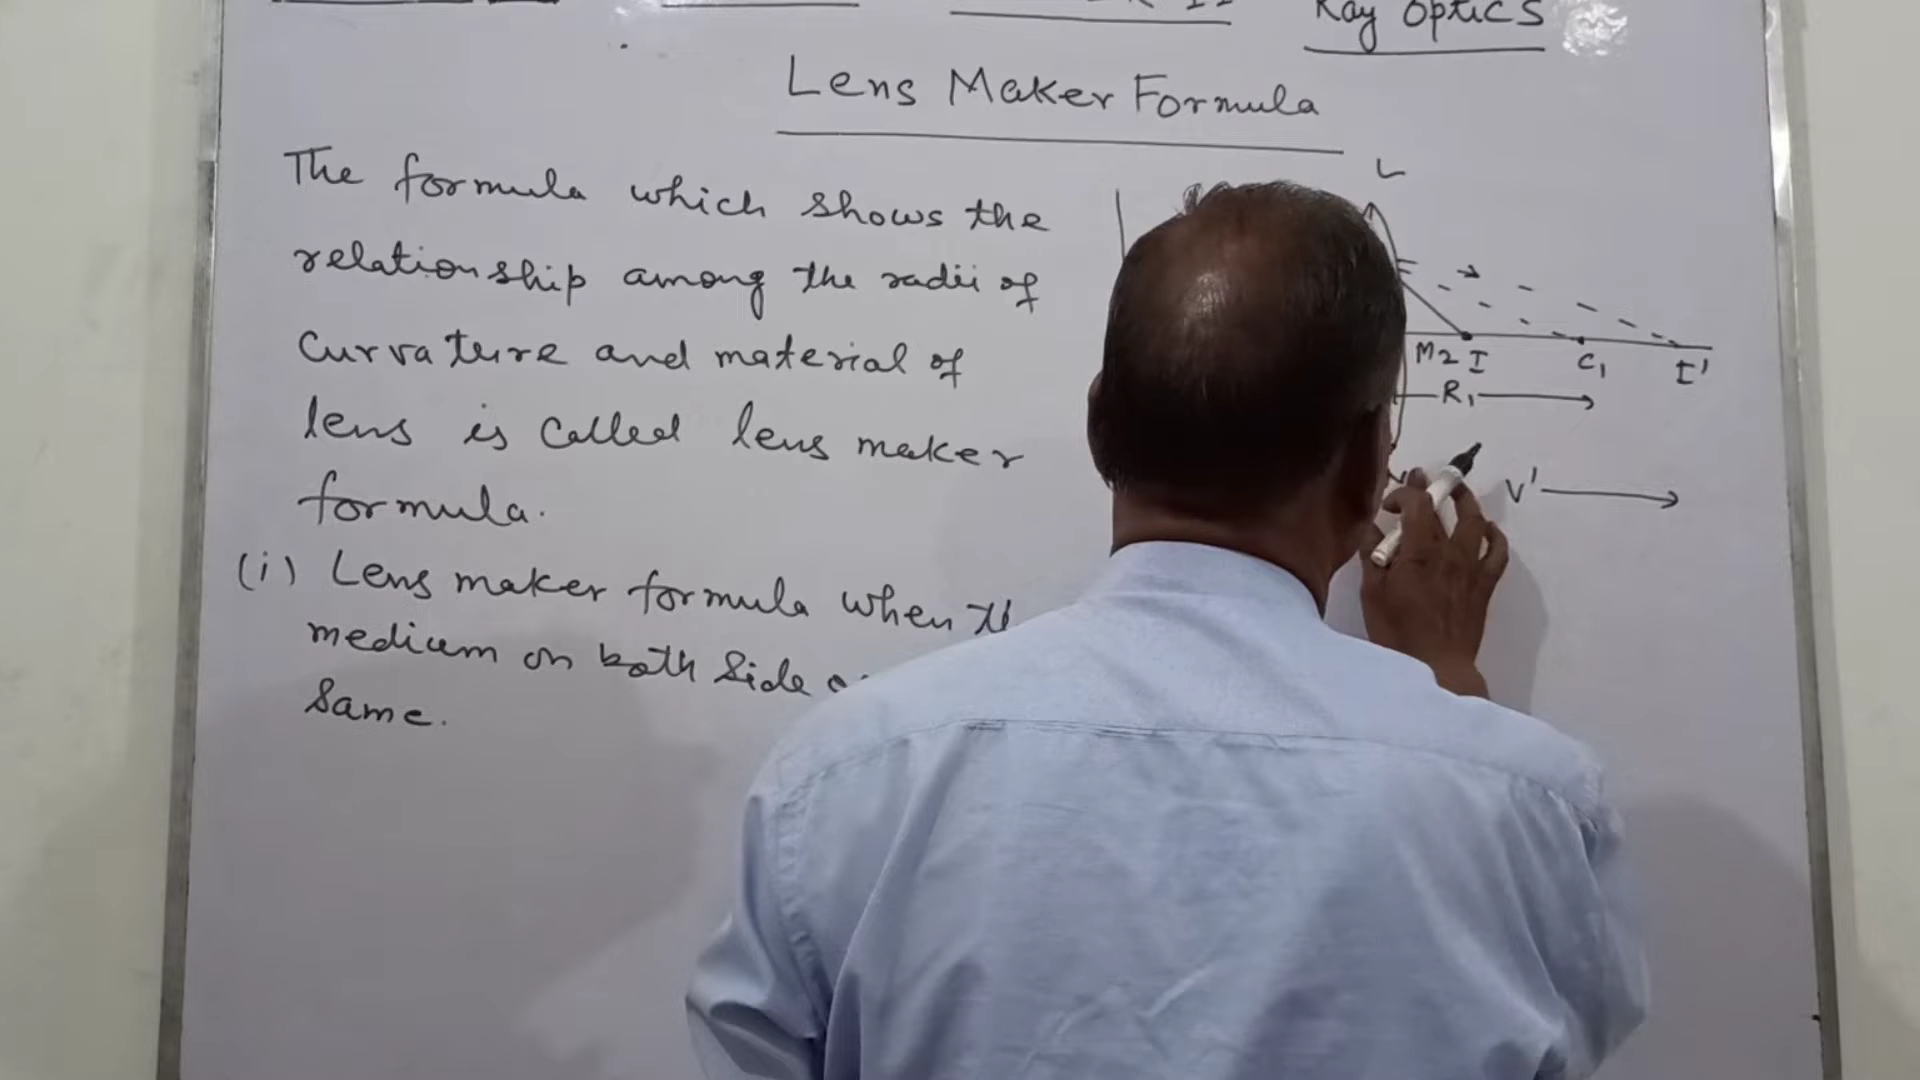 Ray Optics
Lens Maker Formula
The formula which shows the
relationship among the radii of
curvature and material of
lens is called lens maker
formula.
(i) Lens maker formula when
medium on both side
same.
L
M2 I C1 I'
R1
V'